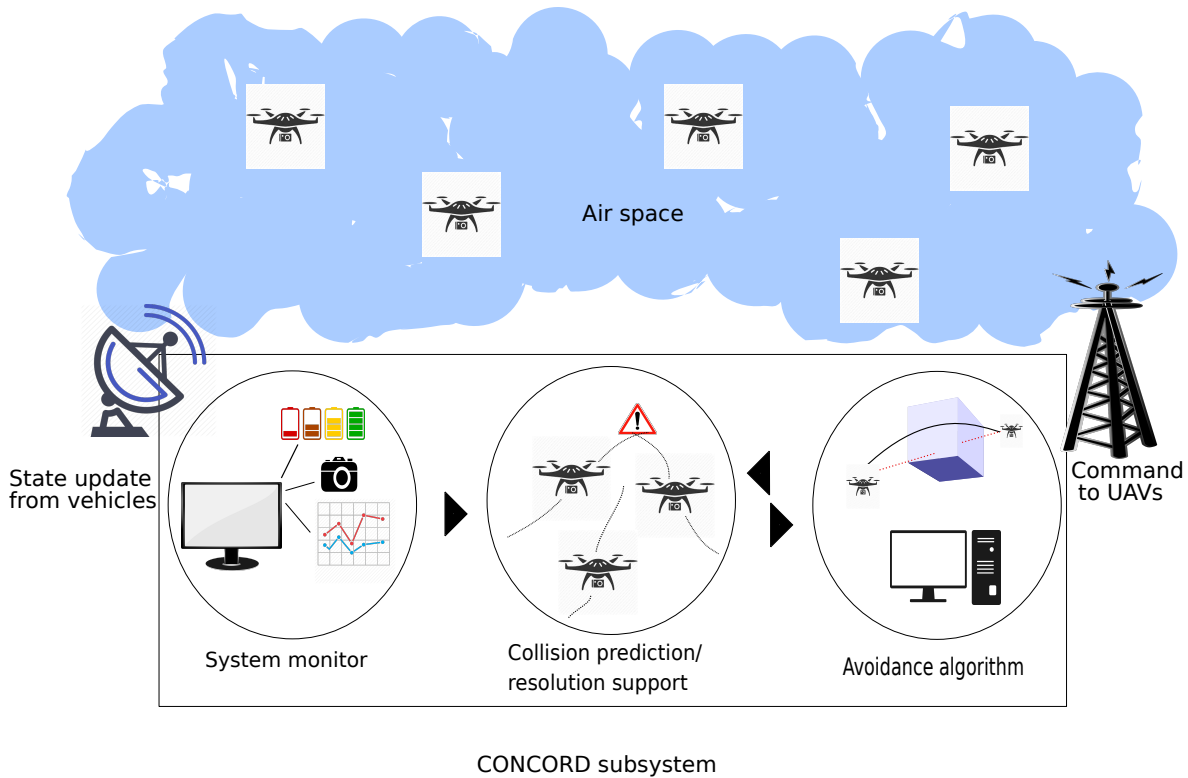 Air space
State update
from vehicles
Command
to UAVs
System monitor
Collision prediction/
resolution support
Avoidance algorithm
CONCORD subsystem